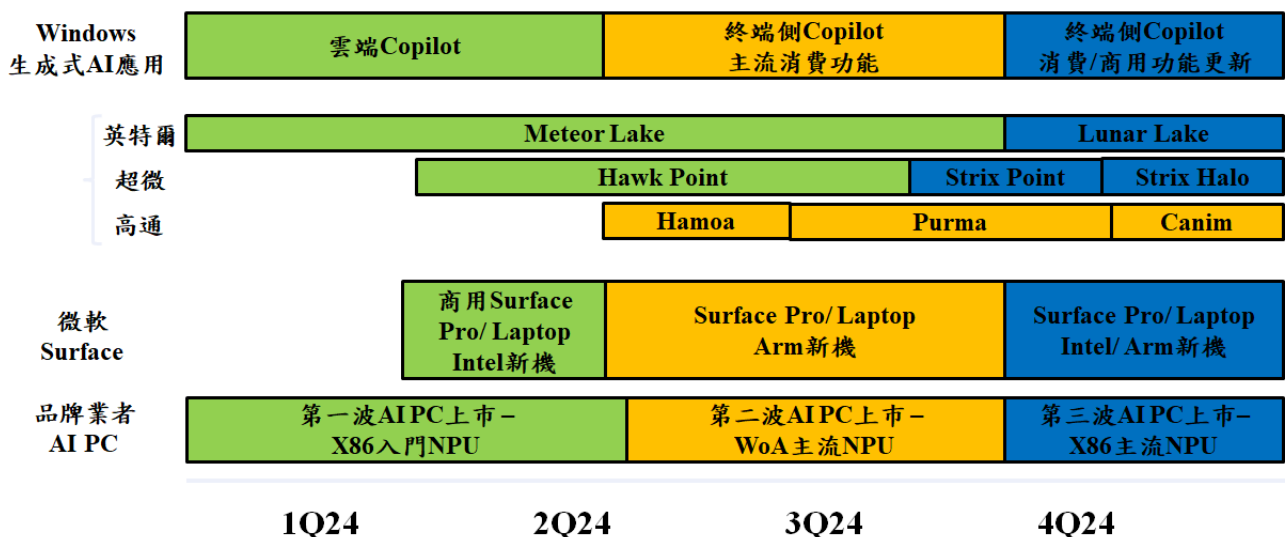 Windows
生成式AI應用
雲端Copilot
終端側Copilot
主流消費功能
終端側Copilot
消費/商用功能更新
英特爾
Meteor Lake
Lunar Lake
超微
Hawk Point
Strix Point
Strix Halo
高通
Hamoa
Purma
Canim
微軟
Surface
商用Surface
Pro/ Laptop
Intel新機
Surface Pro/ Laptop
Arm新機
Surface Pro/ Laptop
Intel/ Arm新機
品牌業者
AI PC
第一波AI PC上市–
X86入門NPU
第二波AI PC上市–
WoA主流NPU
第三波AI PC上市–
X86主流NPU
1Q24
2Q24
3Q24
4Q24